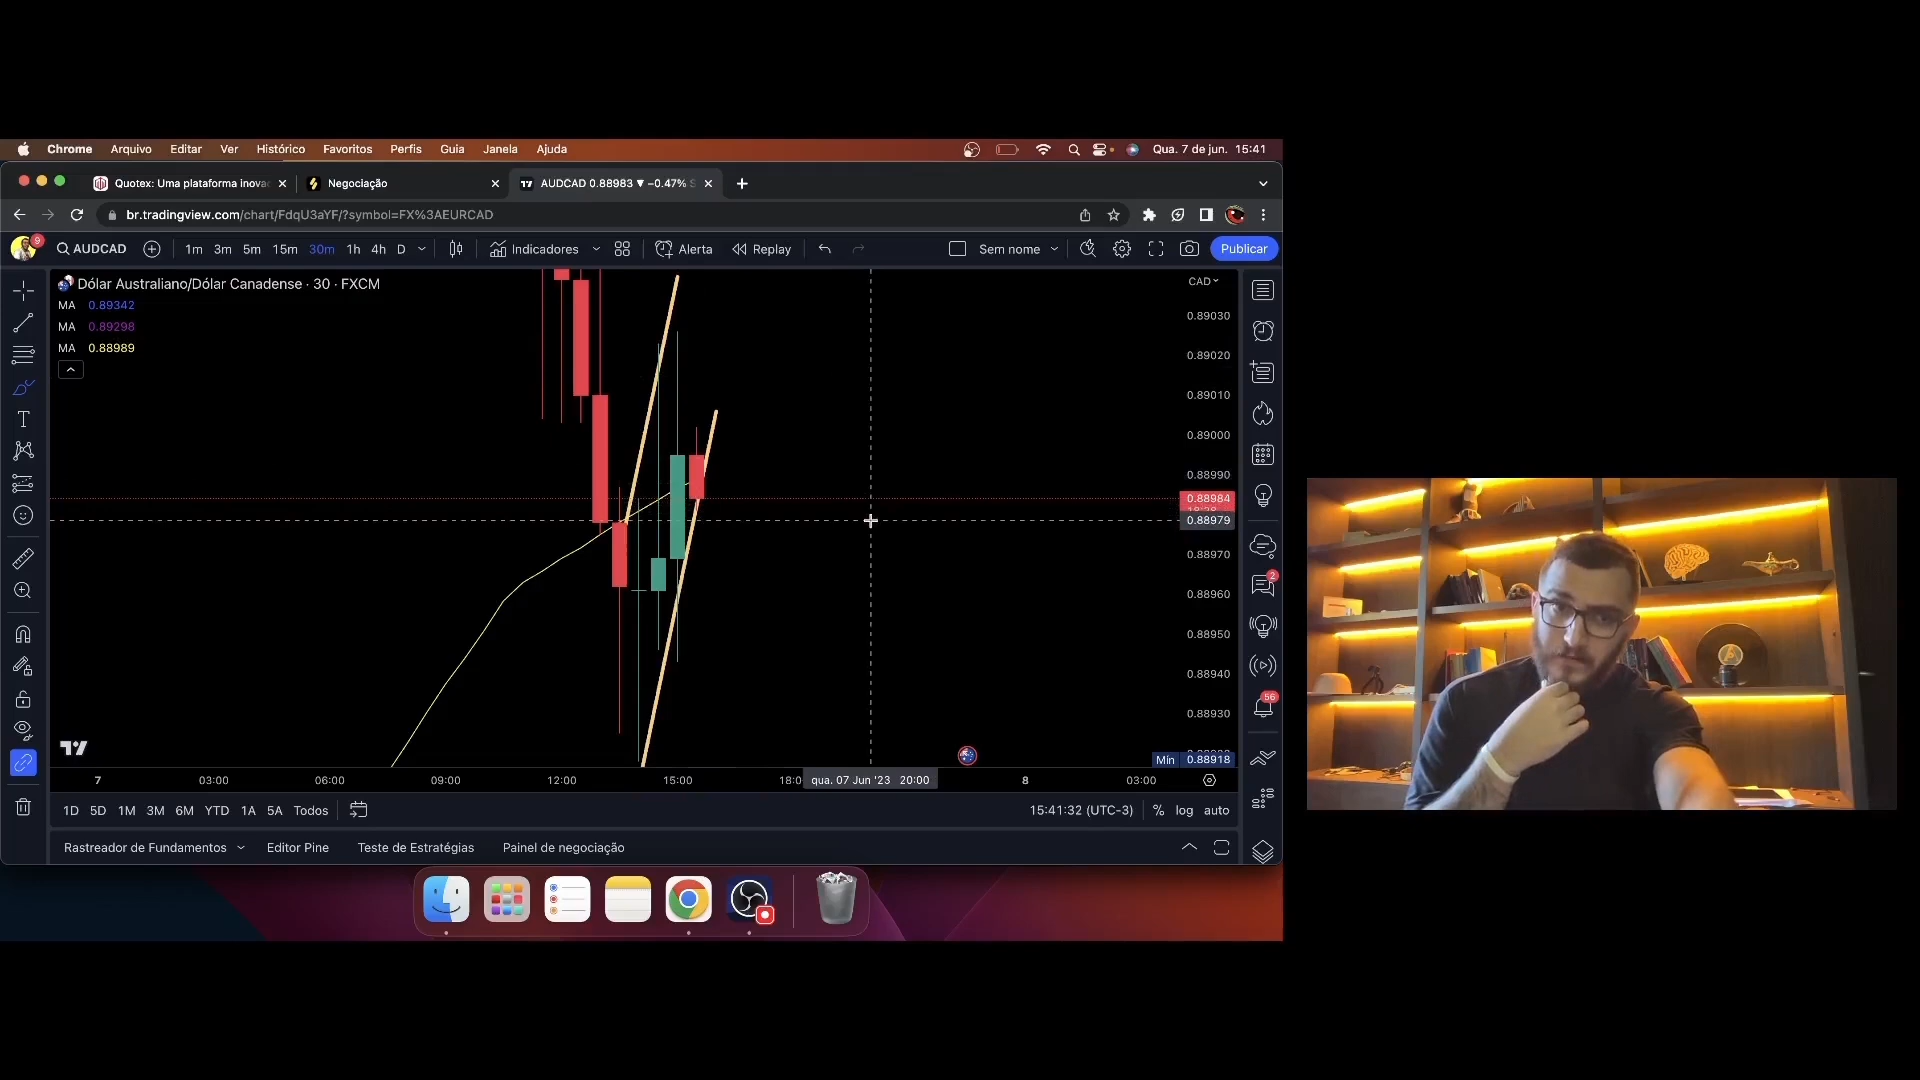 Chrome Arquivo Editar Ver Histórico Favoritos Perfis Guia Janela Ajuda Qua. 7 de jun. 15:41
Quotex: Uma plataforma inova Negociação AUDCAD 0.88983 ▼ −0.47% S
br.tradingview.com/chart/FdqU3aYF/?symbol=FX%3AEURCAD
9 AUDCAD 1m 3m 5m 15m 30m 1h 4h D Indicadores Alerta Replay Sem nome Publicar
Dólar Australiano/Dólar Canadense · 30 · FXCM
CAD
MA 0.89342
MA 0.89298
MA 0.88989
0.89030
0.89020
0.89010
0.89000
0.88990
0.88984
0.88979
0.88970
0.88960
0.88950
0.88940
0.88930
Min 0.88918
2
56
7 03:00 06:00 09:00 12:00 15:00 18:0 qua. 07 Jun '23 20:00 8 03:00
1D 5D 1M 3M 6M YTD 1A 5A Todos 15:41:32 (UTC-3) % log auto
Rastreador de Fundamentos Editor Pine Teste de Estratégias Painel de negociação